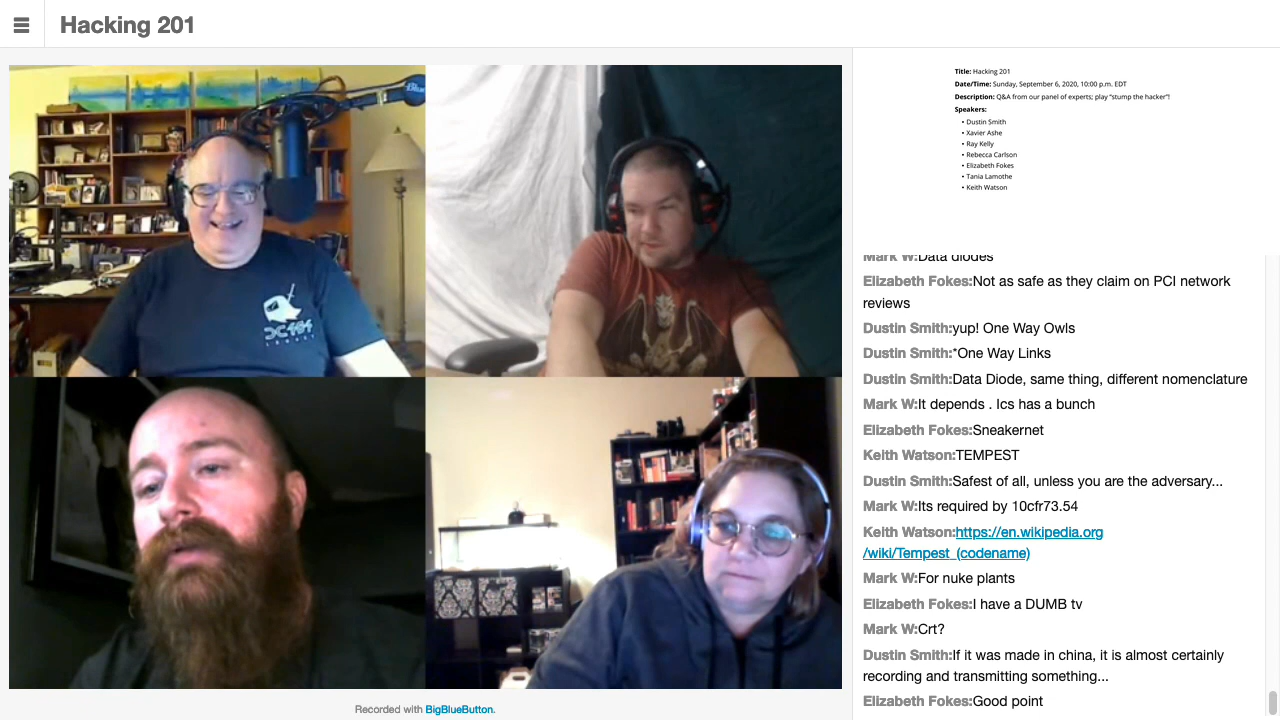 Hacking 201
DC404
LEGACY
Blue
Recorded with BigBlueButton.
Title: Hacking 201
Date/Time: Sunday, September 6, 2020, 10:00 p.m. EDT
Description: Q&A from our panel of experts; play "stump the hacker"!
Speakers:
• Dustin Smith
• Xavier Ashe
• Ray Kelly
• Rebecca Carlson
• Elizabeth Fokes
• Tania Lamothe
• Keith Watson
Mark W:Data diodes
Elizabeth Fokes:Not as safe as they claim on PCI network
reviews
Dustin Smith:yup! One Way Owls
Dustin Smith:*One Way Links
Dustin Smith:Data Diode, same thing, different nomenclature
Mark W:It depends . Ics has a bunch
Elizabeth Fokes:Sneakernet
Keith Watson:TEMPEST
Dustin Smith:Safest of all, unless you are the adversary...
Mark W:Its required by 10cfr73.54
Keith Watson:https://en.wikipedia.org
/wiki/Tempest_(codename)
Mark W:For nuke plants
Elizabeth Fokes:I have a DUMB tv
Mark W:Crt?
Dustin Smith:If it was made in china, it is almost certainly
recording and transmitting something...
Elizabeth Fokes:Good point